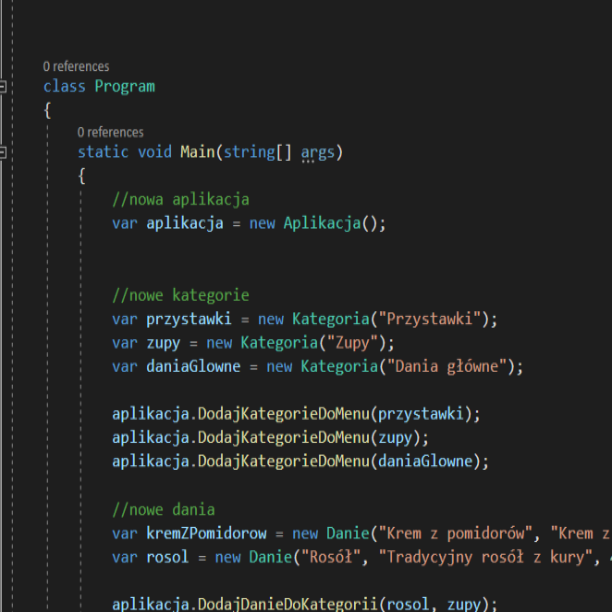 0 references
class Program
{
0 references
static void Main(string[] args)
{
//nowa aplikacja
var aplikacja = new Aplikacja();
//nowe kategorie
var przystawki = new Kategoria("Przystawki");
var zupy = new Kategoria("Zupy");
var daniaGlowne = new Kategoria("Dania główne");
aplikacja.DodajKategorieDoMenu(przystawki);
aplikacja.DodajKategorieDoMenu(zupy);
aplikacja.DodajKategorieDoMenu(daniaGlowne);
//nowe dania
var kremZPomidorow = new Danie("Krem z pomidorów", "Krem z
var rosol = new Danie("Rosół", "Tradycyjny rosół z kury",
aplikacja.DodajDanieDoKategorii(rosol, zupy);